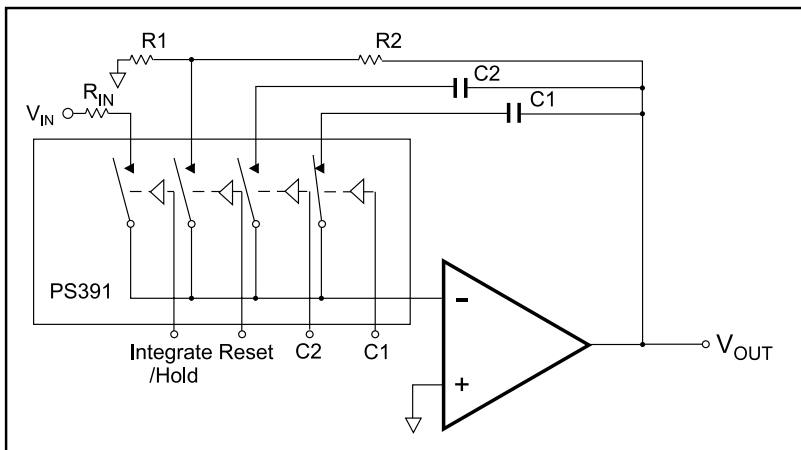 R1
R2
C2
C1
RIN
VIN
PS391
-
+
Integrate Reset C2 C1
/Hold
VOUT